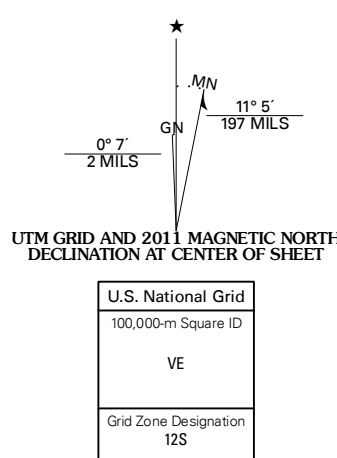 ★
MN
11° 5´
197 MILS
GN
0° 7´
2 MILS
UTM GRID AND 2011 MAGNETIC NORTH
DECLINATION AT CENTER OF SHEET
U.S. National Grid
100,000-m Square ID
VE
Grid Zone Designation
12S